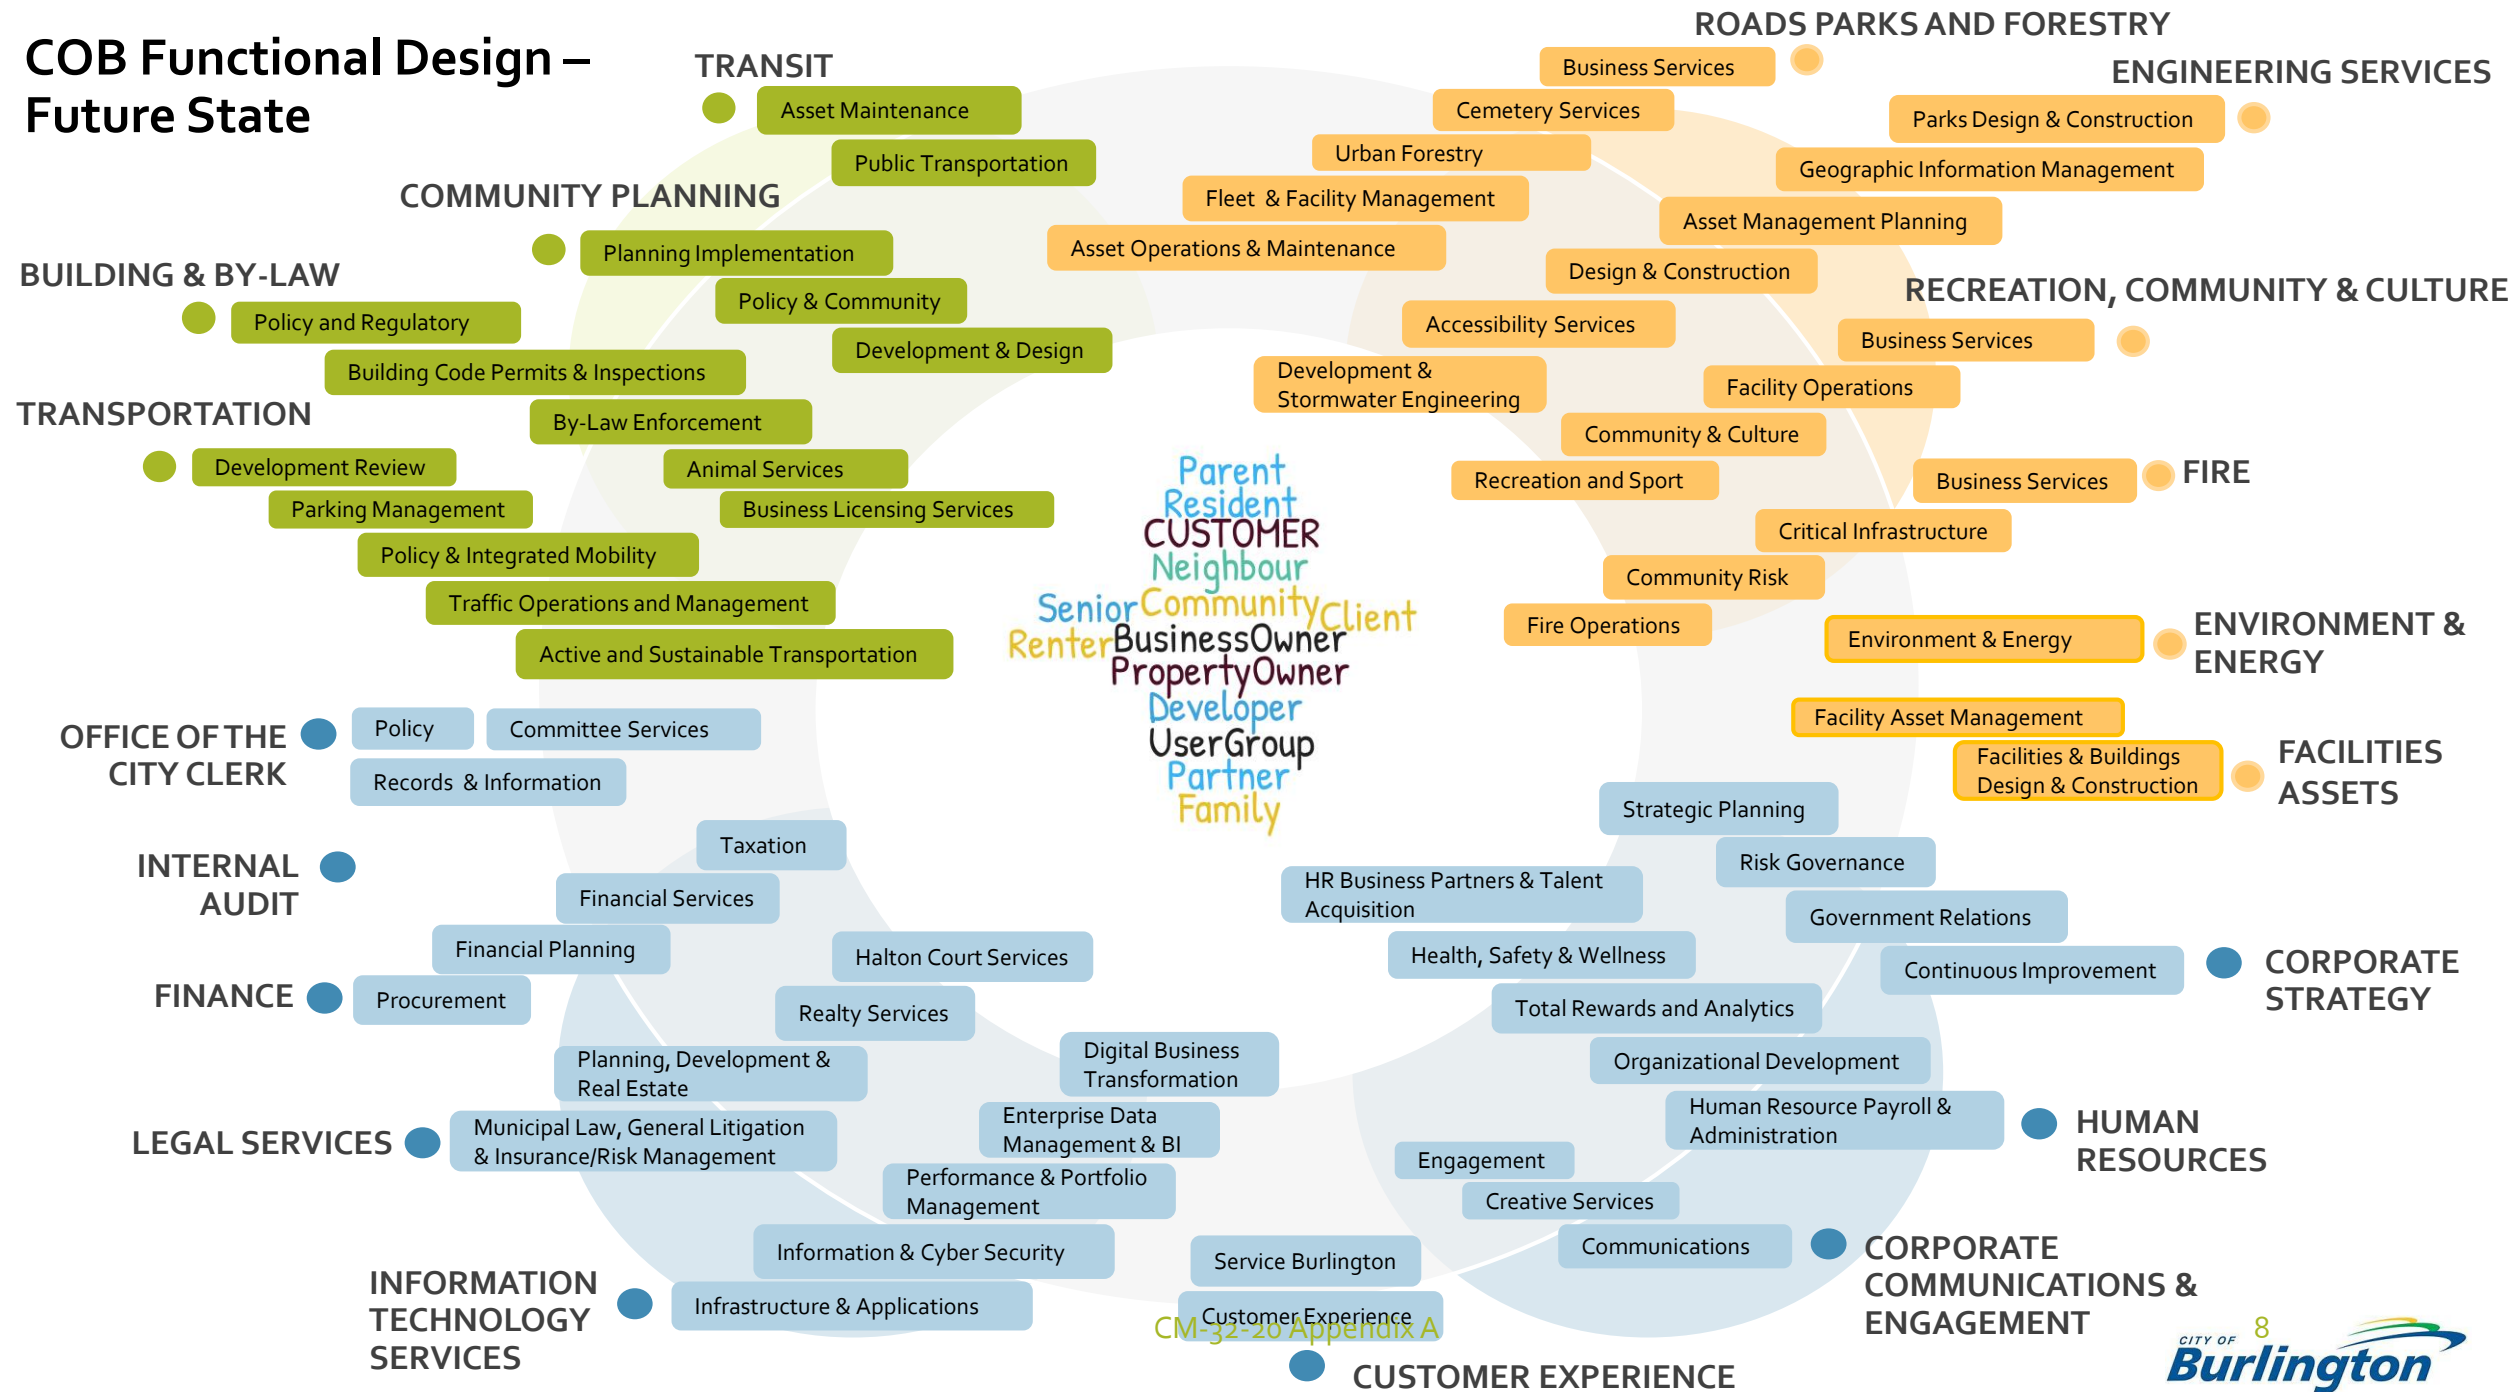 COB Functional Design –
Future State
TRANSIT
Asset Maintenance
Public Transportation
COMMUNITY PLANNING
Planning Implementation
Policy & Community
Development & Design
BUILDING & BY-LAW
Policy and Regulatory
Building Code Permits & Inspections
By-Law Enforcement
Animal Services
Business Licensing Services
TRANSPORTATION
Development Review
Parking Management
Policy & Integrated Mobility
Traffic Operations and Management
Active and Sustainable Transportation
ROADS PARKS AND FORESTRY
Business Services
Cemetery Services
Urban Forestry
Fleet & Facility Management
Asset Operations & Maintenance
ENGINEERING SERVICES
Parks Design & Construction
Geographic Information Management
Asset Management Planning
Design & Construction
Accessibility Services
Development &
Stormwater Engineering
RECREATION, COMMUNITY & CULTURE
Business Services
Facility Operations
Community & Culture
Recreation and Sport
FIRE
Business Services
Critical Infrastructure
Community Risk
Fire Operations
ENVIRONMENT &
ENERGY
Environment & Energy
Facility Asset Management
Facilities & Buildings
Design & Construction
FACILITIES
ASSETS
Parent
Resident
CUSTOMER
Neighbour
Senior Community Client
Renter BusinessOwner
PropertyOwner
Developer
UserGroup
Partner
Family
OFFICE OF THE
CITY CLERK
Policy
Committee Services
Records & Information
INTERNAL
AUDIT
Taxation
Financial Services
Financial Planning
FINANCE
Procurement
Halton Court Services
Realty Services
Planning, Development &
Real Estate
LEGAL SERVICES
Municipal Law, General Litigation
& Insurance/Risk Management
Digital Business
Transformation
Enterprise Data
Management & BI
Performance & Portfolio
Management
Information & Cyber Security
Infrastructure & Applications
INFORMATION
TECHNOLOGY
SERVICES
Service Burlington
Customer Experience
CM-32-20 Appendix A
CUSTOMER EXPERIENCE
Strategic Planning
Risk Governance
Government Relations
Continuous Improvement
CORPORATE
STRATEGY
HR Business Partners & Talent
Acquisition
Health, Safety & Wellness
Total Rewards and Analytics
Organizational Development
Human Resource Payroll &
Administration
HUMAN
RESOURCES
Engagement
Creative Services
Communications
CORPORATE
COMMUNICATIONS &
ENGAGEMENT
8
CITY OF
Burlington